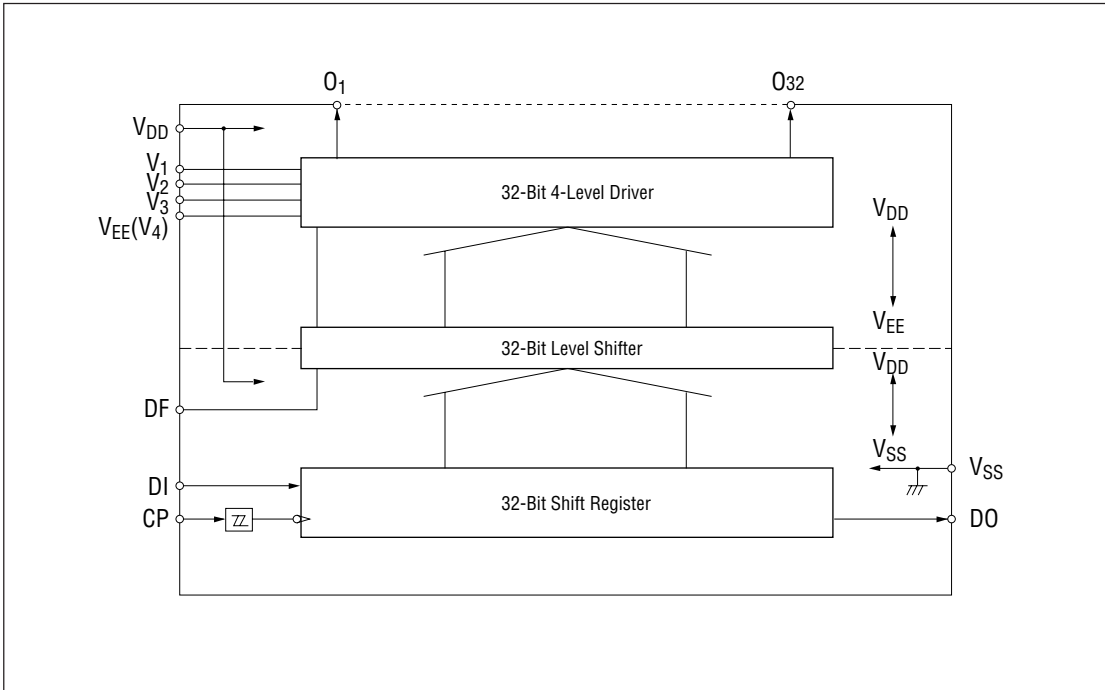 O1 O32
VDD
V1
V2
V3
VEE(V4)
32-Bit 4-Level Driver
VDD
VEE
32-Bit Level Shifter
VDD
DF
VSS
VSS
DI
32-Bit Shift Register
CP
DO